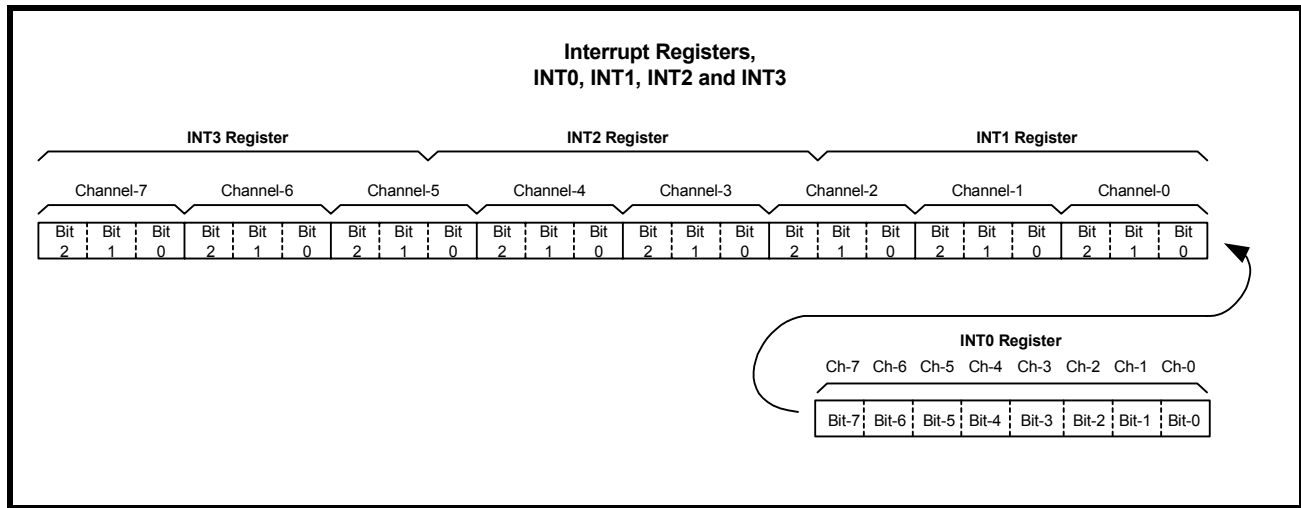 Interrupt Registers,
INT0, INT1, INT2 and INT3
INT3 Register INT2 Register INT1 Register
Channel-7 Channel-6 Channel-5 Channel-4 Channel-3 Channel-2 Channel-1 Channel-0
Bit Bit Bit Bit Bit Bit Bit Bit Bit Bit Bit Bit Bit Bit Bit Bit Bit Bit Bit Bit Bit Bit Bit Bit
2 1 0 2 1 0 2 1 0 2 1 0 2 1 0 2 1 0 2 1 0 2 1 0
INT0 Register
Ch-7 Ch-6 Ch-5 Ch-4 Ch-3 Ch-2 Ch-1 Ch-0
Bit-7 Bit-6 Bit-5 Bit-4 Bit-3 Bit-2 Bit-1 Bit-0